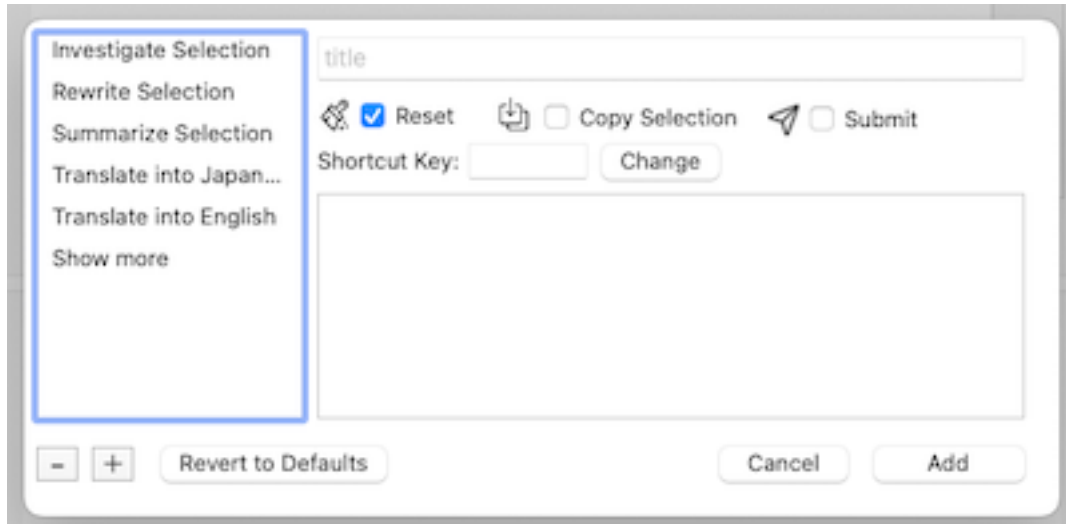 Investigate Selection
Rewrite Selection
Summarize Selection
Translate into Japan...
Translate into English
Show more
title
Reset Copy Selection Submit
Shortcut Key: Change
- + Revert to Defaults Cancel Add